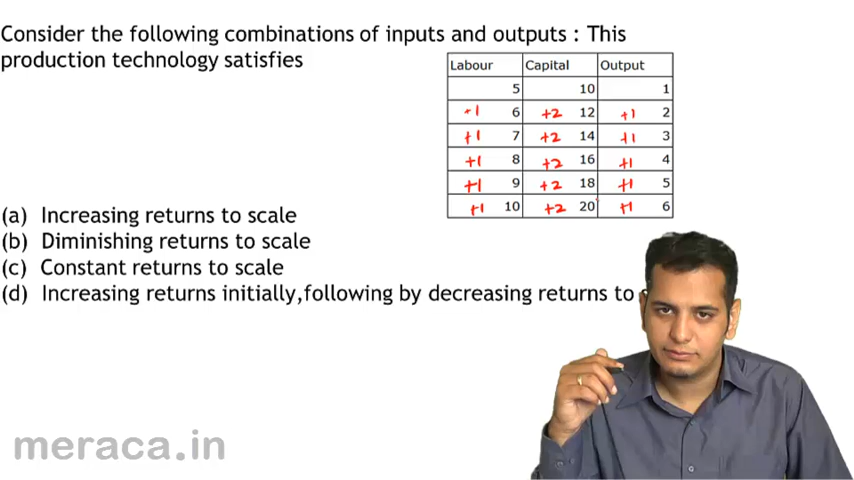 Consider the following combinations of inputs and outputs : This
production technology satisfies
Labour Capital Output
5 10 1
+1 6 +2 12 +1 2
+1 7 +2 14 +1 3
+1 8 +2 16 +1 4
+1 9 +2 18 +1 5
+1 10 +2 20 +1 6
(a) Increasing returns to scale
(b) Diminishing returns to scale
(c) Constant returns to scale
(d) Increasing returns initially,following by decreasing returns to
meraca.in